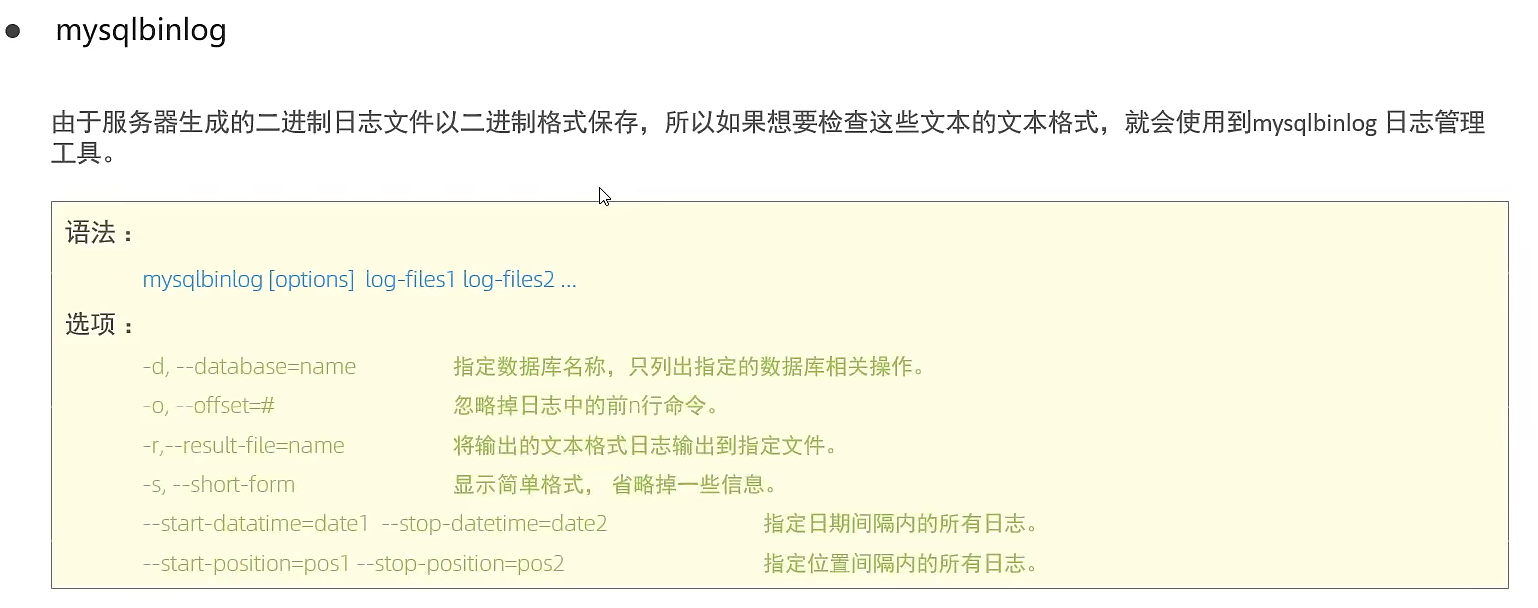 ● mysqlbinlog
由于服务器生成的二进制日志文件以二进制格式保存，所以如果想要检查这些文本的文本格式，就会使用到mysqlbinlog 日志管理
工具。
语法：
mysqlbinlog [options] log-files1 log-files2 ...
选项：
-d, --database=name 指定数据库名称，只列出指定的数据库相关操作。
-o, --offset=# 忽略掉日志中的前n行命令。
-r,--result-file=name 将输出的文本格式日志输出到指定文件。
-s, --short-form 显示简单格式， 省略掉一些信息。
--start-datatime=date1 --stop-datetime=date2 指定日期间隔内的所有日志。
--start-position=pos1 --stop-position=pos2 指定位置间隔内的所有日志。